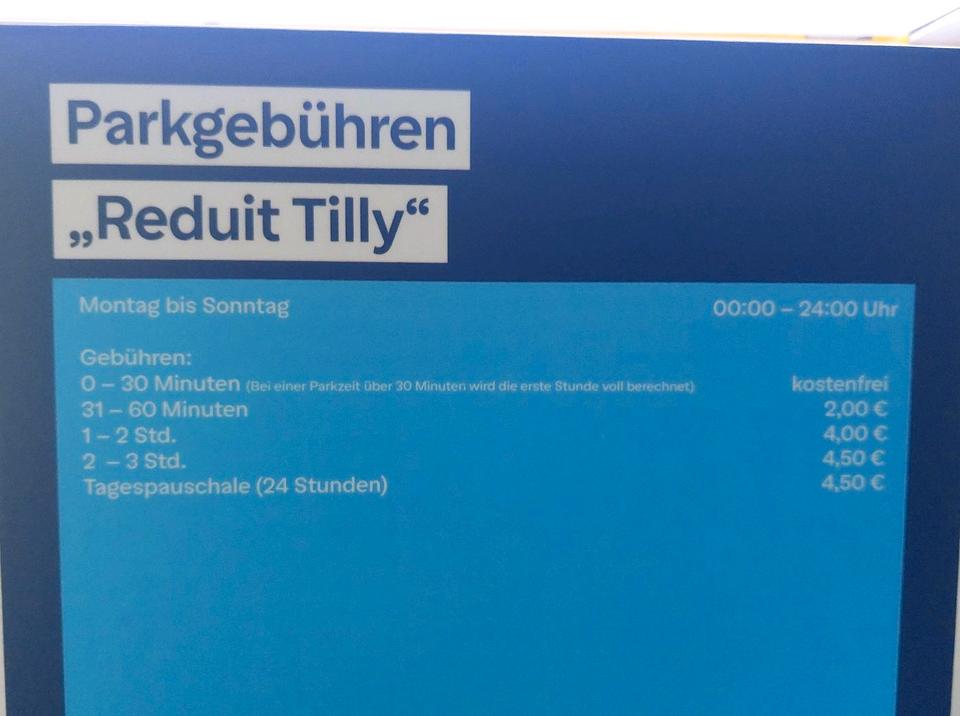 Parkgebühren
„Reduit Tilly“
Montag bis Sonntag 00:00 – 24:00 Uhr
Gebühren:
0 – 30 Minuten (Bei einer Parkzeit über 30 Minuten wird die erste Stunde voll berechnet) kostenfrei
31 – 60 Minuten 2,00 €
1 – 2 Std. 4,00 €
2 – 3 Std. 4,50 €
Tagespauschale (24 Stunden) 4,50 €